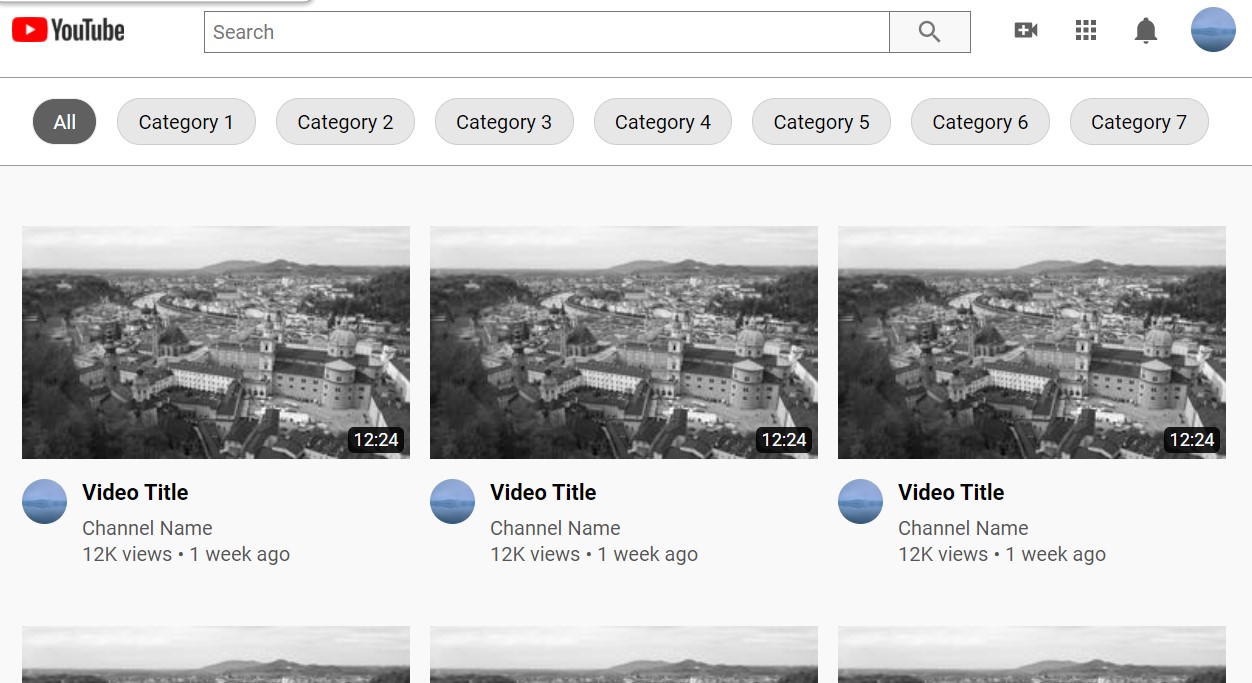 YouTube
Search
All
Category 1
Category 2
Category 3
Category 4
Category 5
Category 6
Category 7
12:24
12:24
12:24
Video Title
Channel Name
12K views • 1 week ago
Video Title
Channel Name
12K views • 1 week ago
Video Title
Channel Name
12K views • 1 week ago